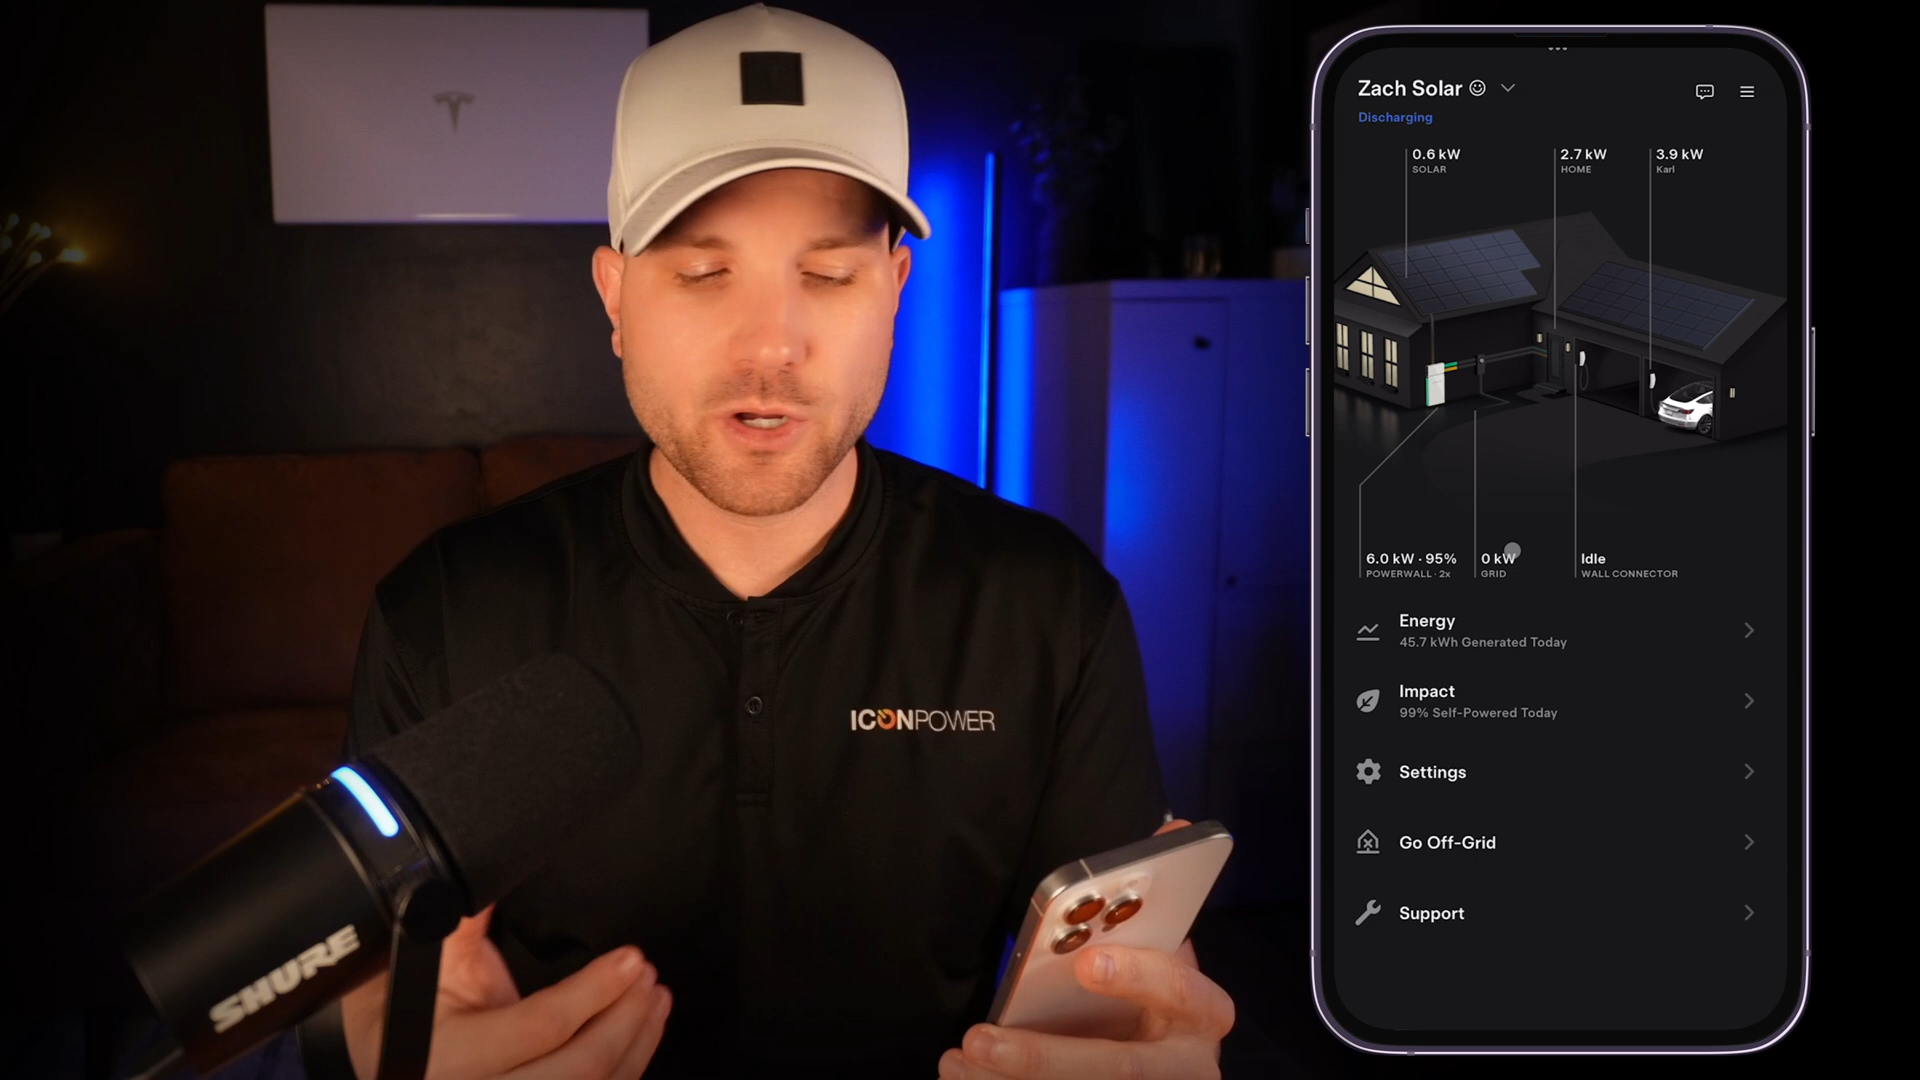 Zach Solar
Discharging
0.6 kW
SOLAR
2.7 kW
HOME
3.9 kW
Karl
6.0 kW · 95%
POWERWALL · 2x
0 kW
GRID
Idle
WALL CONNECTOR
Energy
45.7 kWh Generated Today
Impact
99% Self-Powered Today
Settings
Go Off-Grid
Support
ICONPOWER
SHURE